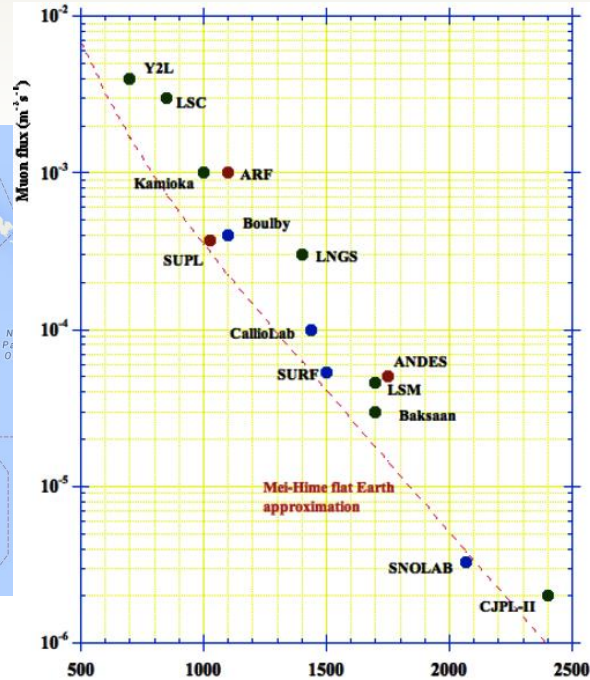 10-2
Y2L
LSC
Muon flux (m-2 s-1)
10-3
Kamioka
ARF
Boulby
SUPL
LNGS
10-4
CallioLab
ANDES
SURF
LSM
Baksaan
10-5
Mei-Hime flat Earth
approximation
SNOLAB
CJPL-II
10-6
500 1000 1500 2000 2500